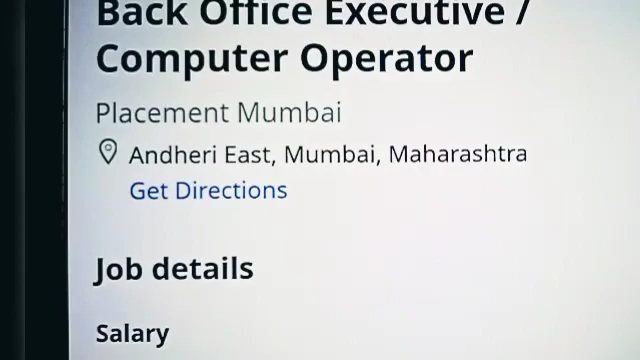 Back Office Executive /
Computer Operator
Placement Mumbai
Andheri East, Mumbai, Maharashtra
Get Directions
Job details
Salary